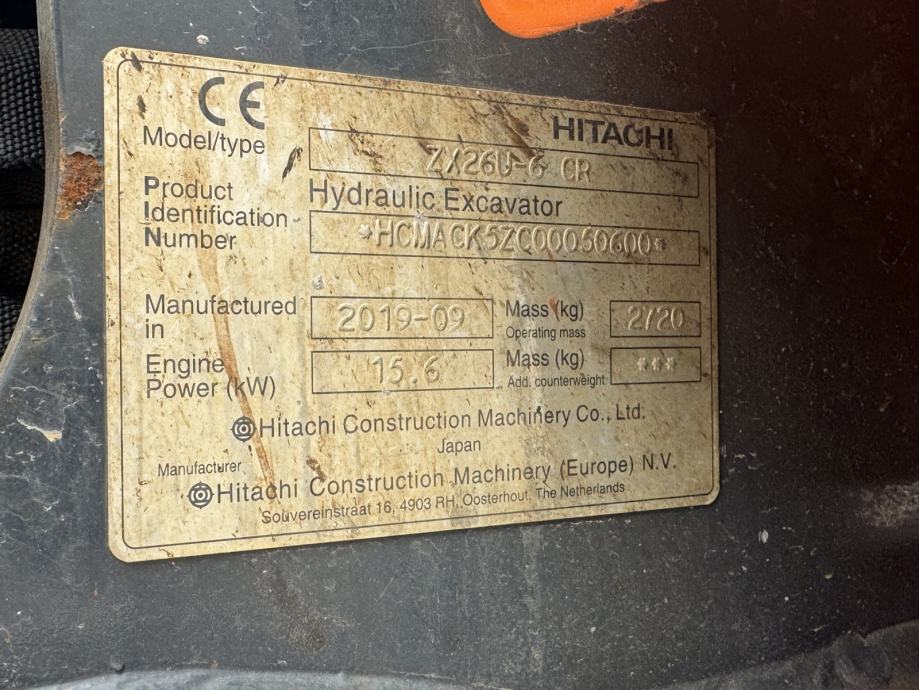 CE
HITACHI
Model/type ZX26U-6 CR
Hydraulic Excavator
Product
Identification
Number *HCMACK5ZC00050600*
Manufactured
in 2019-09
Mass (kg)
Operating mass 2720
Engine
Power (kW) 15.6
Mass (kg)
Add. counterweight ***
Hitachi Construction Machinery Co., Ltd.
Japan
Manufacturer
Hitachi Construction Machinery (Europe) N.V.
Souvereinstraat 16, 4903 RH, Oosterhout, The Netherlands